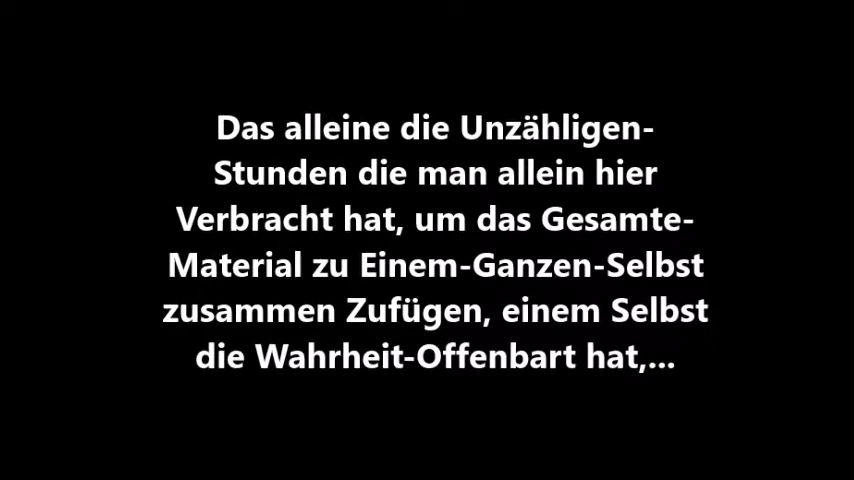 Das alleine die Unzähligen-
Stunden die man allein hier
Verbracht hat, um das Gesamte-
Material zu Einem-Ganzen-Selbst
zusammen Zufügen, einem Selbst
die Wahrheit-Offenbart hat,...